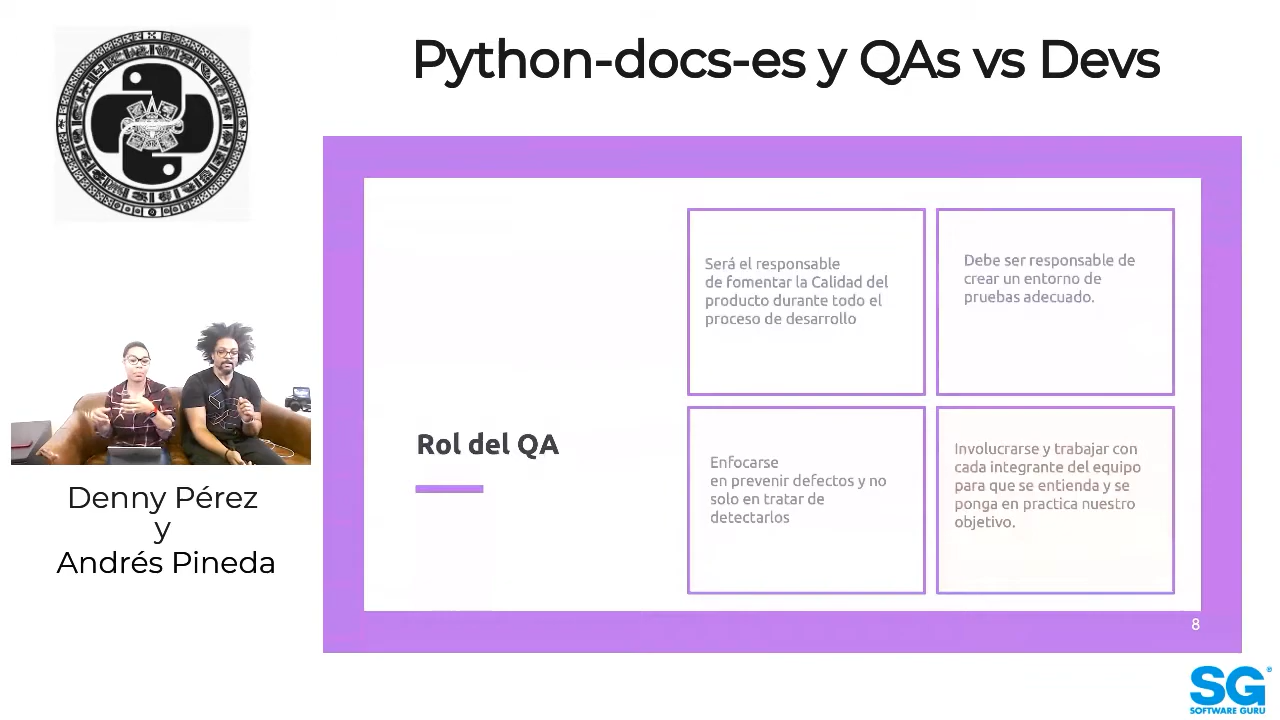 Python-docs-es y QAs vs Devs
Será el responsable
de fomentar la Calidad del
producto durante todo el
proceso de desarrollo
Debe ser responsable de
crear un entorno de
pruebas adecuado.
Rol del QA
Enfocarse
en prevenir defectos y no
solo en tratar de
detectarlos
Involucrarse y trabajar con
cada integrante del equipo
para que se entienda y se
ponga en practica nuestro
objetivo.
8
Denny Pérez
y
Andrés Pineda
SG
SOFTWARE GURU